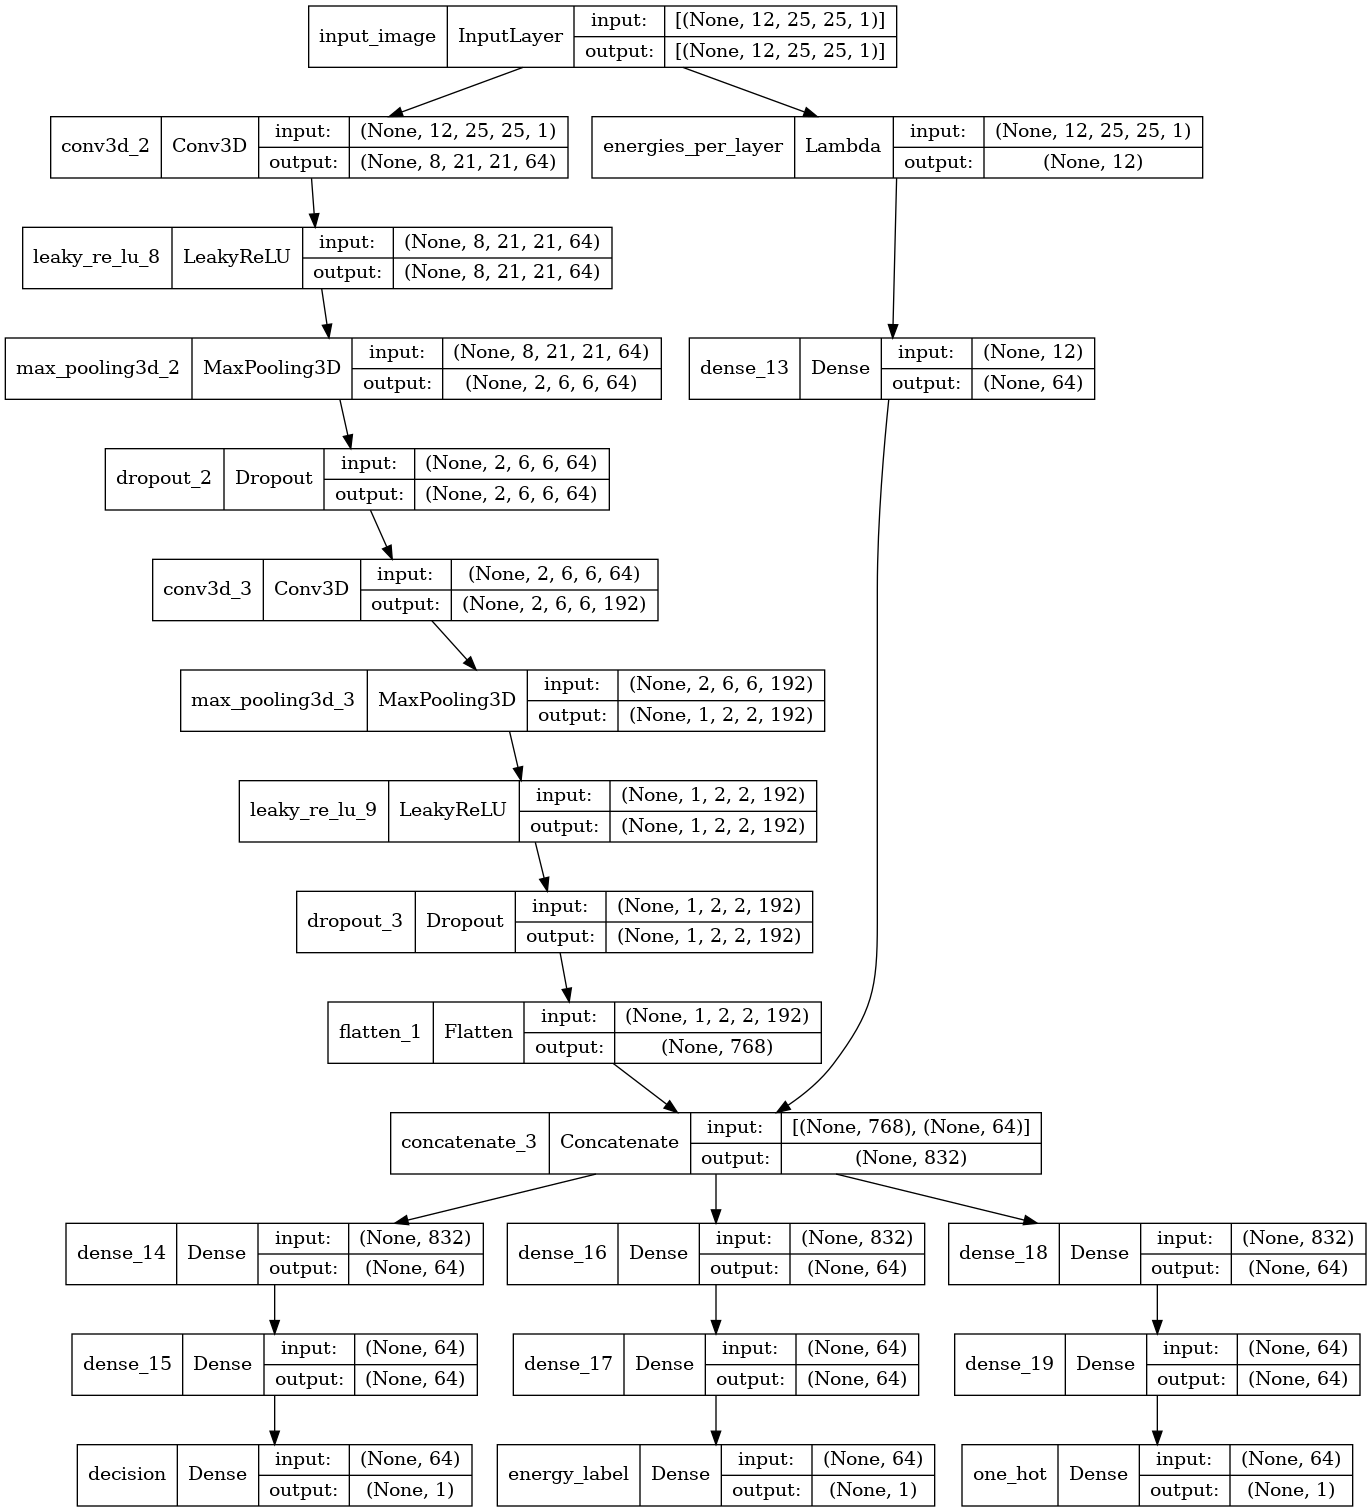 input_image InputLayer input: [(None, 12, 25, 25, 1)]
output: [(None, 12, 25, 25, 1)]
conv3d_2 Conv3D input: (None, 12, 25, 25, 1)
output: (None, 8, 21, 21, 64)
energies_per_layer Lambda input: (None, 12, 25, 25, 1)
output: (None, 12)
leaky_re_lu_8 LeakyReLU input: (None, 8, 21, 21, 64)
output: (None, 8, 21, 21, 64)
max_pooling3d_2 MaxPooling3D input: (None, 8, 21, 21, 64)
output: (None, 2, 6, 6, 64)
dense_13 Dense input: (None, 12)
output: (None, 64)
dropout_2 Dropout input: (None, 2, 6, 6, 64)
output: (None, 2, 6, 6, 64)
conv3d_3 Conv3D input: (None, 2, 6, 6, 64)
output: (None, 2, 6, 6, 192)
max_pooling3d_3 MaxPooling3D input: (None, 2, 6, 6, 192)
output: (None, 1, 2, 2, 192)
leaky_re_lu_9 LeakyReLU input: (None, 1, 2, 2, 192)
output: (None, 1, 2, 2, 192)
dropout_3 Dropout input: (None, 1, 2, 2, 192)
output: (None, 1, 2, 2, 192)
flatten_1 Flatten input: (None, 1, 2, 2, 192)
output: (None, 768)
concatenate_3 Concatenate input: [(None, 768), (None, 64)]
output: (None, 832)
dense_14 Dense input: (None, 832)
output: (None, 64)
dense_16 Dense input: (None, 832)
output: (None, 64)
dense_18 Dense input: (None, 832)
output: (None, 64)
dense_15 Dense input: (None, 64)
output: (None, 64)
dense_17 Dense input: (None, 64)
output: (None, 64)
dense_19 Dense input: (None, 64)
output: (None, 64)
decision Dense input: (None, 64)
output: (None, 1)
energy_label Dense input: (None, 64)
output: (None, 1)
one_hot Dense input: (None, 64)
output: (None, 1)